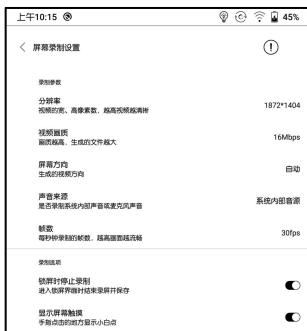 上午10:15
45%
屏幕录制设置
录制参数
分辨率
视频的宽、高像素数，越高视频越清晰
1872*1404
视频画质
画质越高，生成的文件越大
16Mbps
屏幕方向
生成的视频方向
自动
声音来源
是否录制系统内部声音或麦克风声音
系统内部音源
帧数
每秒钟录制的帧数，越高画面越流畅
30fps
录制选项
锁屏时停止录制
进入锁屏界面时结束录屏并保存
显示屏幕触摸
手指点击的地方显示小白点